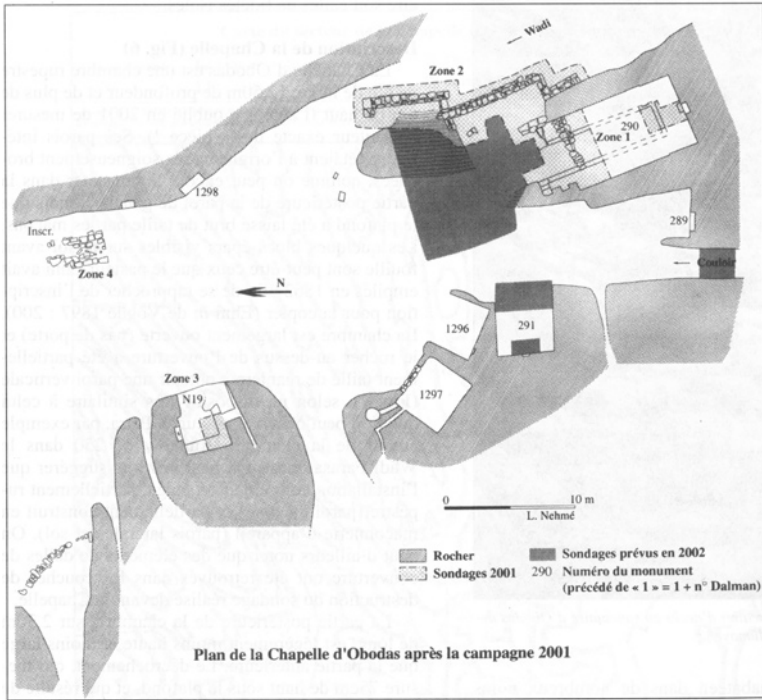 Wadi
Zone 2
290
Zone 1
1298
289
Inscr.
Zone 4
Couloir
N
1296
291
Zone 3
N19
1297
0 10 m
L. Nehmé
Rocher
Sondages 2001
Sondages prévus en 2002
290 Numéro du monument
(précédé de « 1 » = 1 + n° Dalman)
Plan de la Chapelle d'Obodas après la campagne 2001